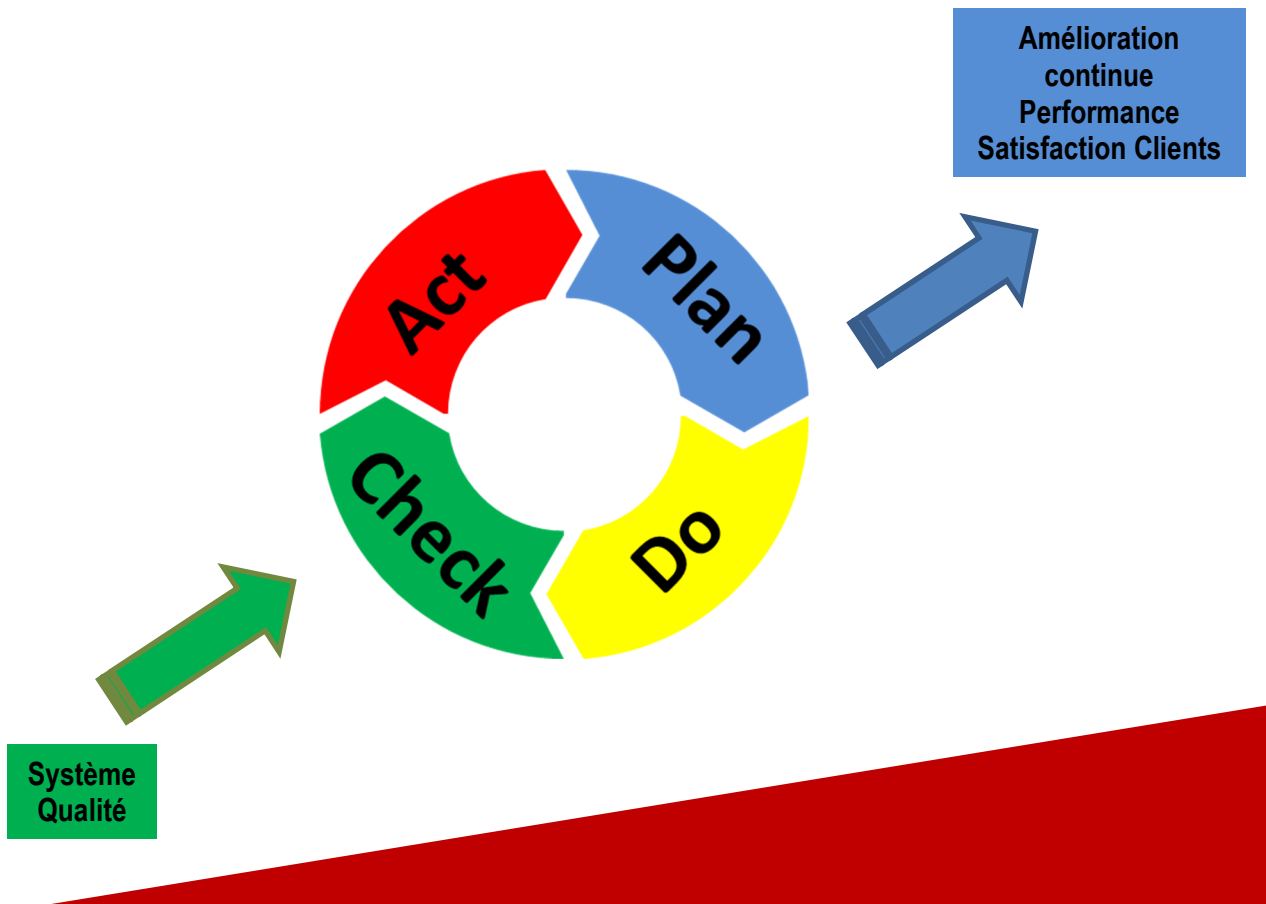 Amélioration
continue
Performance
Satisfaction Clients
Act
Plan
Check
Do
Système
Qualité